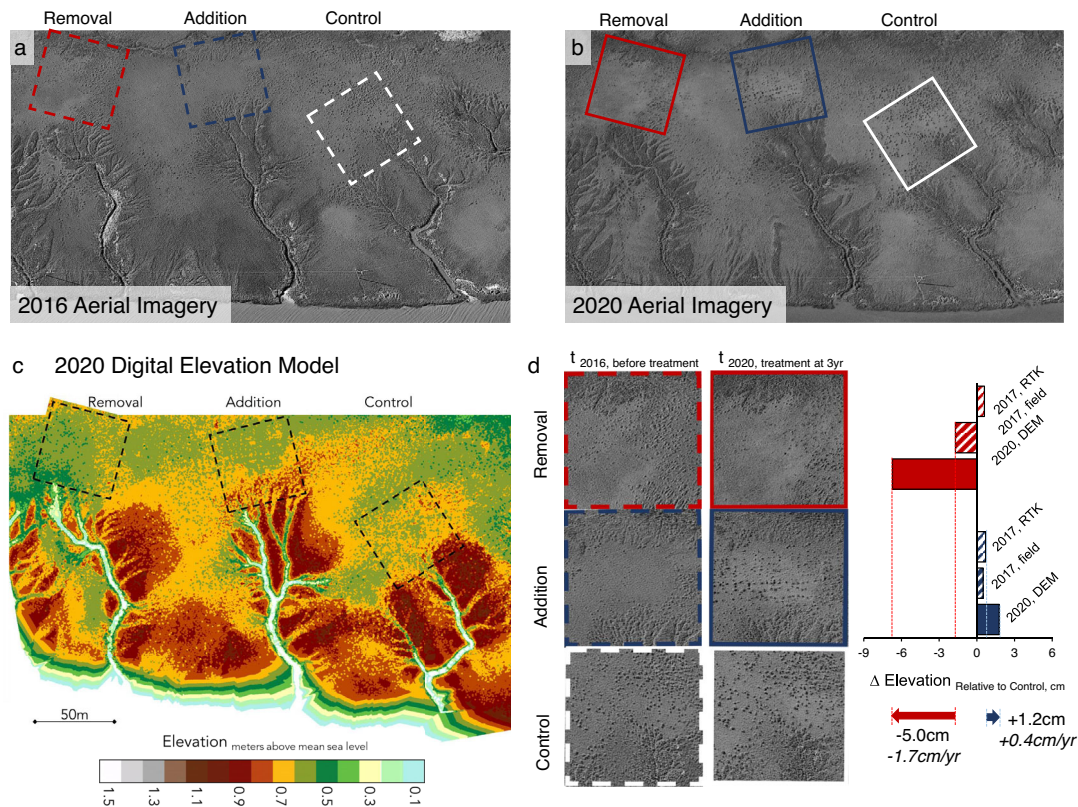 Removal Addition Control
a
2016 Aerial Imagery
Removal Addition Control
b
2020 Aerial Imagery
c 2020 Digital Elevation Model
Removal Addition Control
50m
Elevation meters above mean sea level
1.5 1.3 1.1 0.9 0.7 0.5 0.3 0.1
d
t 2016, before treatment
t 2020, treatment at 3yr
Removal
Addition
Control
2017, RTK
2017, field
2020, DEM
2017, RTK
2017, field
2020, DEM
-9 -6 -3 0 3 6
Δ Elevation Relative to Control, cm
-5.0cm
-1.7cm/yr
+1.2cm
+0.4cm/yr